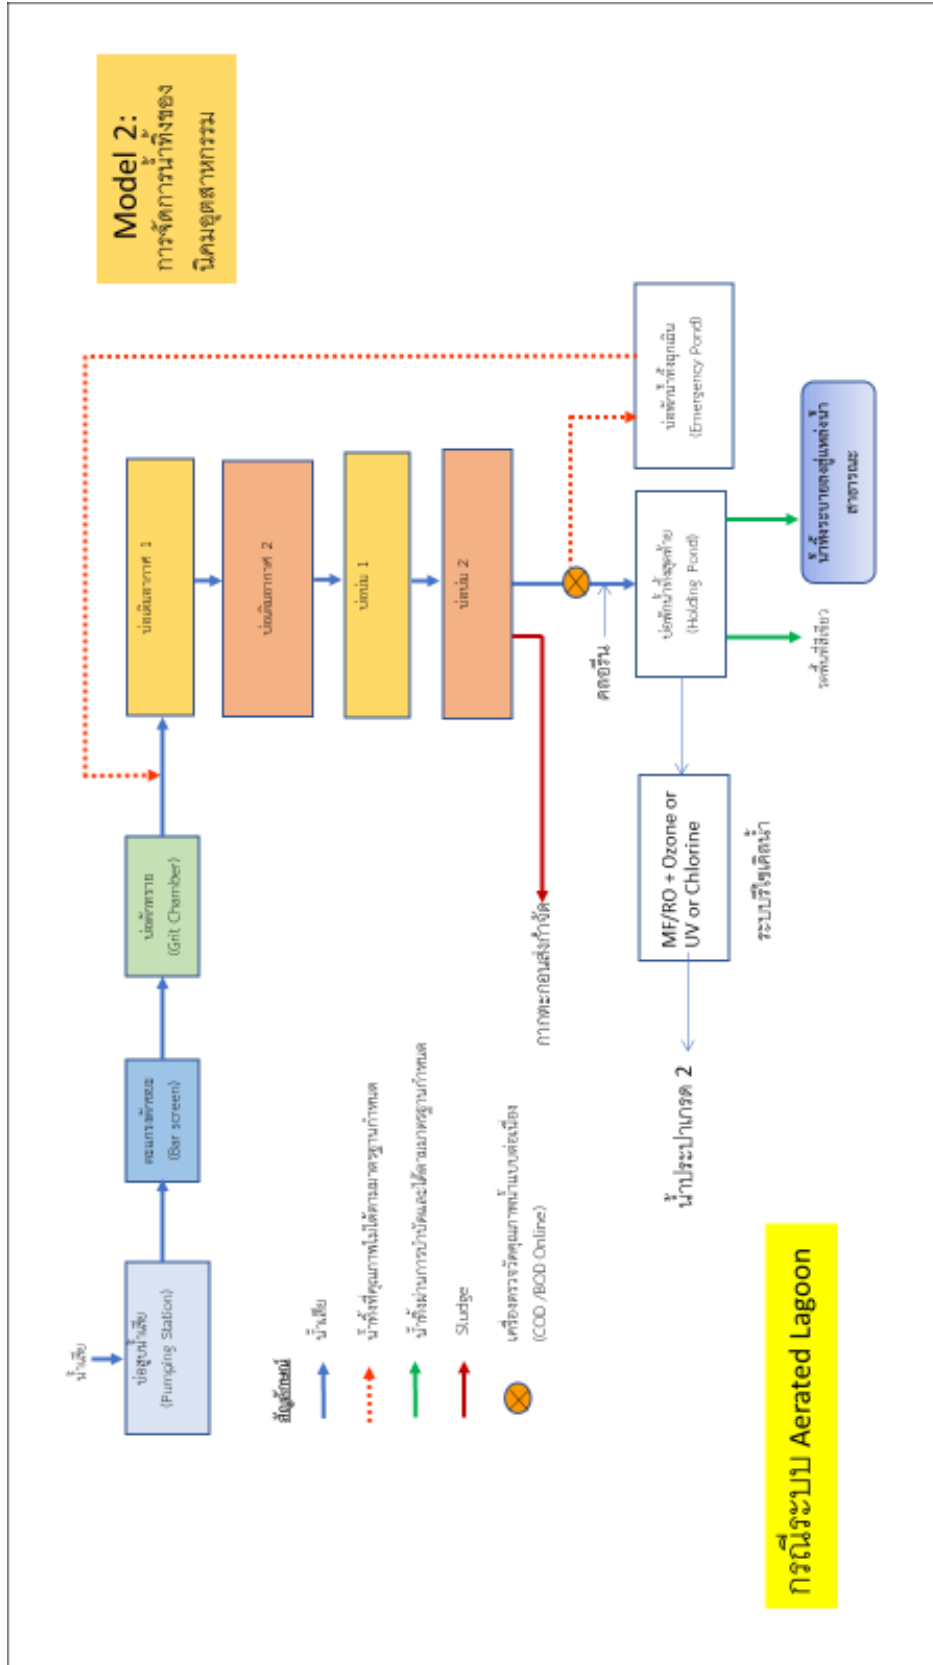 Model 2:
การจัดการน้ำทิ้งของ
นิคมอุตสาหกรรม
น้ำเสีย
บ่อสูบน้ำเสีย
(Pumping Station)
ตะแกรงดักขยะ
(Bar screen)
บ่อดักทราย
(Grit Chamber)
บ่อเติมอากาศ 1
บ่อเติมอากาศ 2
บ่อบ่ม 1
บ่อบ่ม 2
คลอรีน
กากตะกอนส่งกำจัด
บ่อพักน้ำทิ้งฉุกเฉิน
(Emergency Pond)
บ่อพักน้ำทิ้งสุดท้าย
(Holding Pond)
น้ำทิ้งระบายลงสู่แหล่งน้ำ
สาธารณะ
รดพื้นที่สีเขียว
MF/RO + Ozone or
UV or Chlorine
ระบบรีไซเคิลน้ำ
น้ำประปาเกรด 2
สัญลักษณ์
น้ำเสีย
น้ำทิ้งที่คุณภาพไม่ได้ตามมาตรฐานกำหนด
น้ำทิ้งผ่านการบำบัดและได้ตามมาตรฐานกำหนด
Sludge
เครื่องตรวจวัดคุณภาพน้ำแบบต่อเนื่อง
(COD /BOD Online)
กรณีระบบ Aerated Lagoon